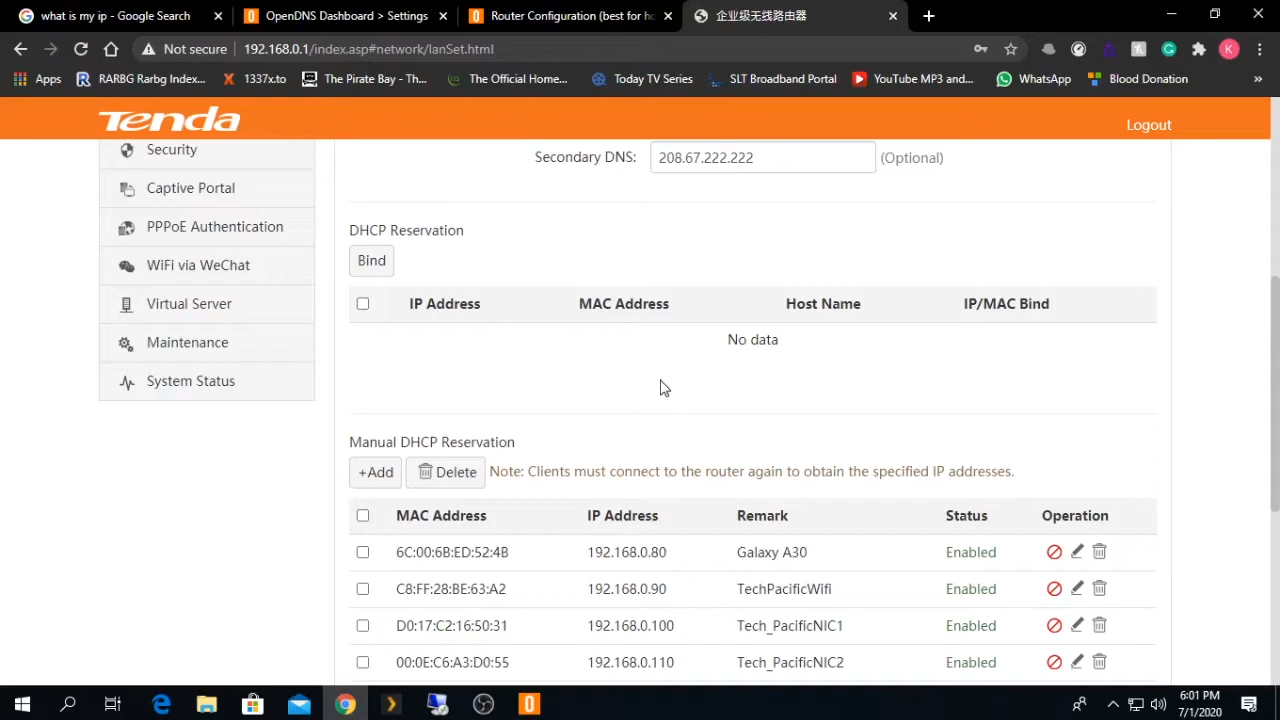 what is my ip - Google Search
OpenDNS Dashboard > Settings
Router Configuration (best for ho
企业级无线路由器
Not secure 192.168.0.1/index.asp#network/lanSet.html
K
Apps RARBG Rarbg Index... 1337x.to The Pirate Bay - Th... The Official Home... Today TV Series SLT Broadband Portal YouTube MP3 and... WhatsApp Blood Donation »
Tenda
Logout
Security
Captive Portal
PPPoE Authentication
WiFi via WeChat
Virtual Server
Maintenance
System Status
Secondary DNS: 208.67.222.222 (Optional)
DHCP Reservation
Bind
IP Address MAC Address Host Name IP/MAC Bind
No data
Manual DHCP Reservation
+Add Delete Note: Clients must connect to the router again to obtain the specified IP addresses.
MAC Address IP Address Remark Status Operation
6C:00:6B:ED:52:4B 192.168.0.80 Galaxy A30 Enabled
C8:FF:28:BE:63:A2 192.168.0.90 TechPacificWifi Enabled
D0:17:C2:16:50:31 192.168.0.100 Tech_PacificNIC1 Enabled
00:0E:C6:A3:D0:55 192.168.0.110 Tech_PacificNIC2 Enabled
6:01 PM
7/1/2020